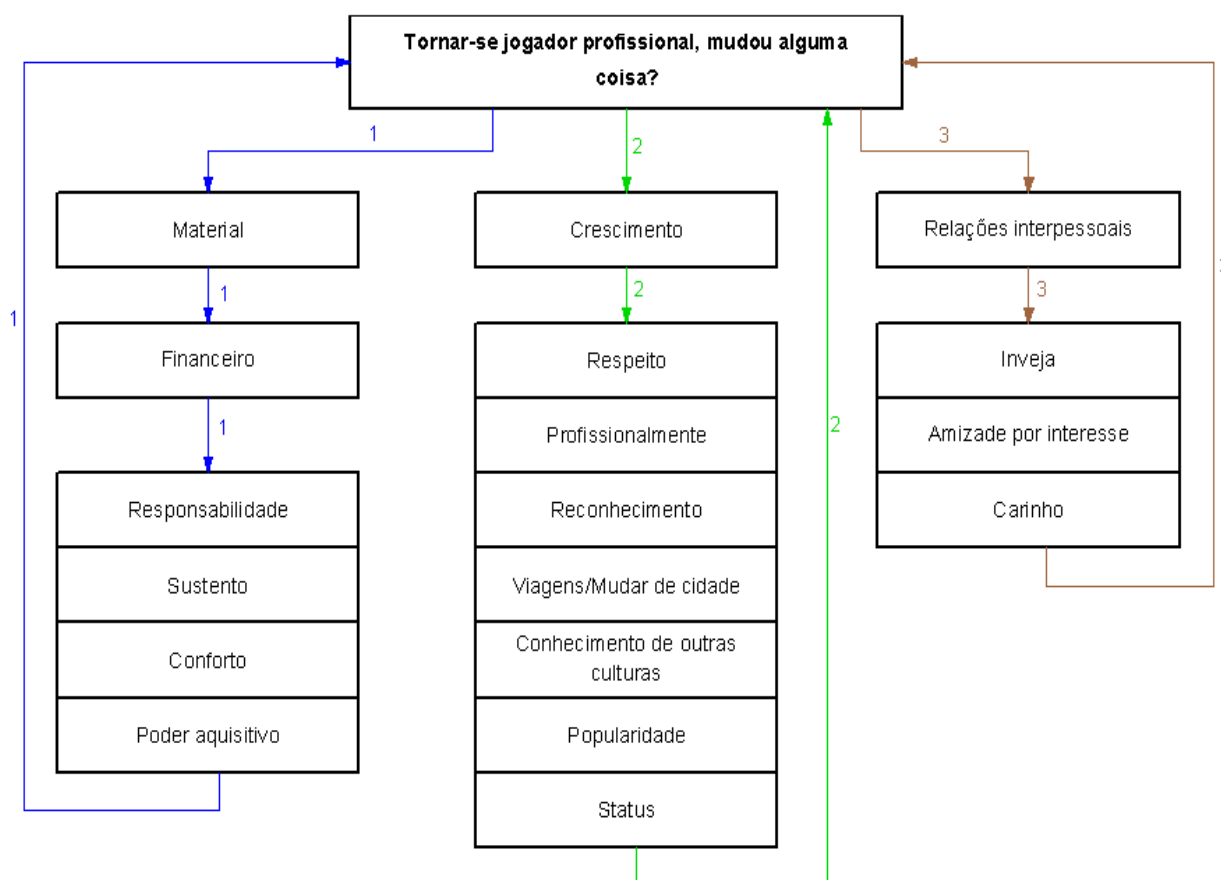 Tornar-se jogador profissional, mudou alguma
coisa?
1
2
3
Material
Crescimento
Relações interpessoais
1
2
3
1
Financeiro
Respeito
Inveja
1
Profissionalmente
Amizade por interesse
2
Responsabilidade
Reconhecimento
Carinho
Sustento
Viagens/Mudar de cidade
Conforto
Conhecimento de outras
culturas
Poder aquisitivo
Popularidade
Status